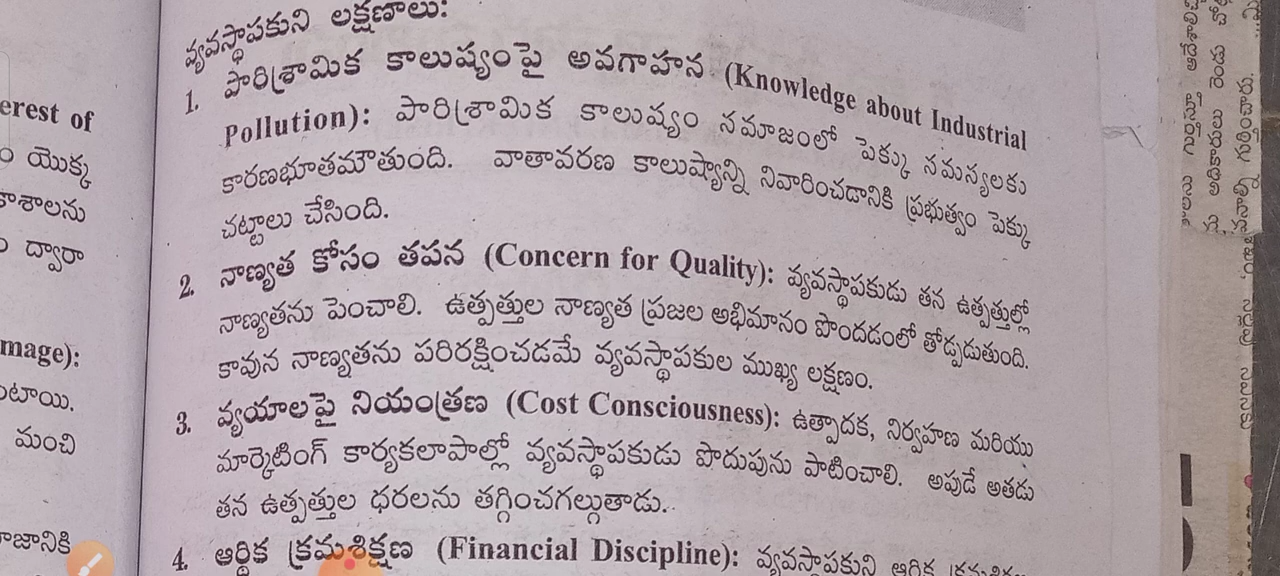 erest of
యొక్క
శాలను
ద్వారా
mage):
టాయి.
మంచి
వ్యవస్థాపకుని లక్షణాలు:
1. పారిశ్రామిక కాలుష్యంపై అవగాహన (Knowledge about Industrial
Pollution): పారిశ్రామిక కాలుష్యం సమాజంలో పెక్కు సమస్యలకు
కారణభూతమౌతుంది. వాతావరణ కాలుష్యాన్ని నివారించడానికి ప్రభుత్వం పెక్కు
చట్టాలు చేసింది.
2. నాణ్యత కోసం తపన (Concern for Quality): వ్యవస్థాపకుడు తన ఉత్పత్తుల్లో
నాణ్యతను పెంచాలి. ఉత్పత్తుల నాణ్యత ప్రజల అభిమానం పొందడంలో తోడ్పడుతుంది.
కావున నాణ్యతను పరిరక్షించడమే వ్యవస్థాపకుల ముఖ్య లక్షణం.
3. వ్యయాలపై నియంత్రణ (Cost Consciousness): ఉత్పాదక, నిర్వహణ మరియు
మార్కెటింగ్ కార్యకలాపాల్లో వ్యవస్థాపకుడు పొదుపును పాటించాలి. అపుడే అతడు
తన ఉత్పత్తుల ధరలను తగ్గించగల్గుతాడు.
4. ఆర్థిక క్రమశిక్షణ (Financial Discipline): వ్యవస్థాపకుని ఆర్థిక